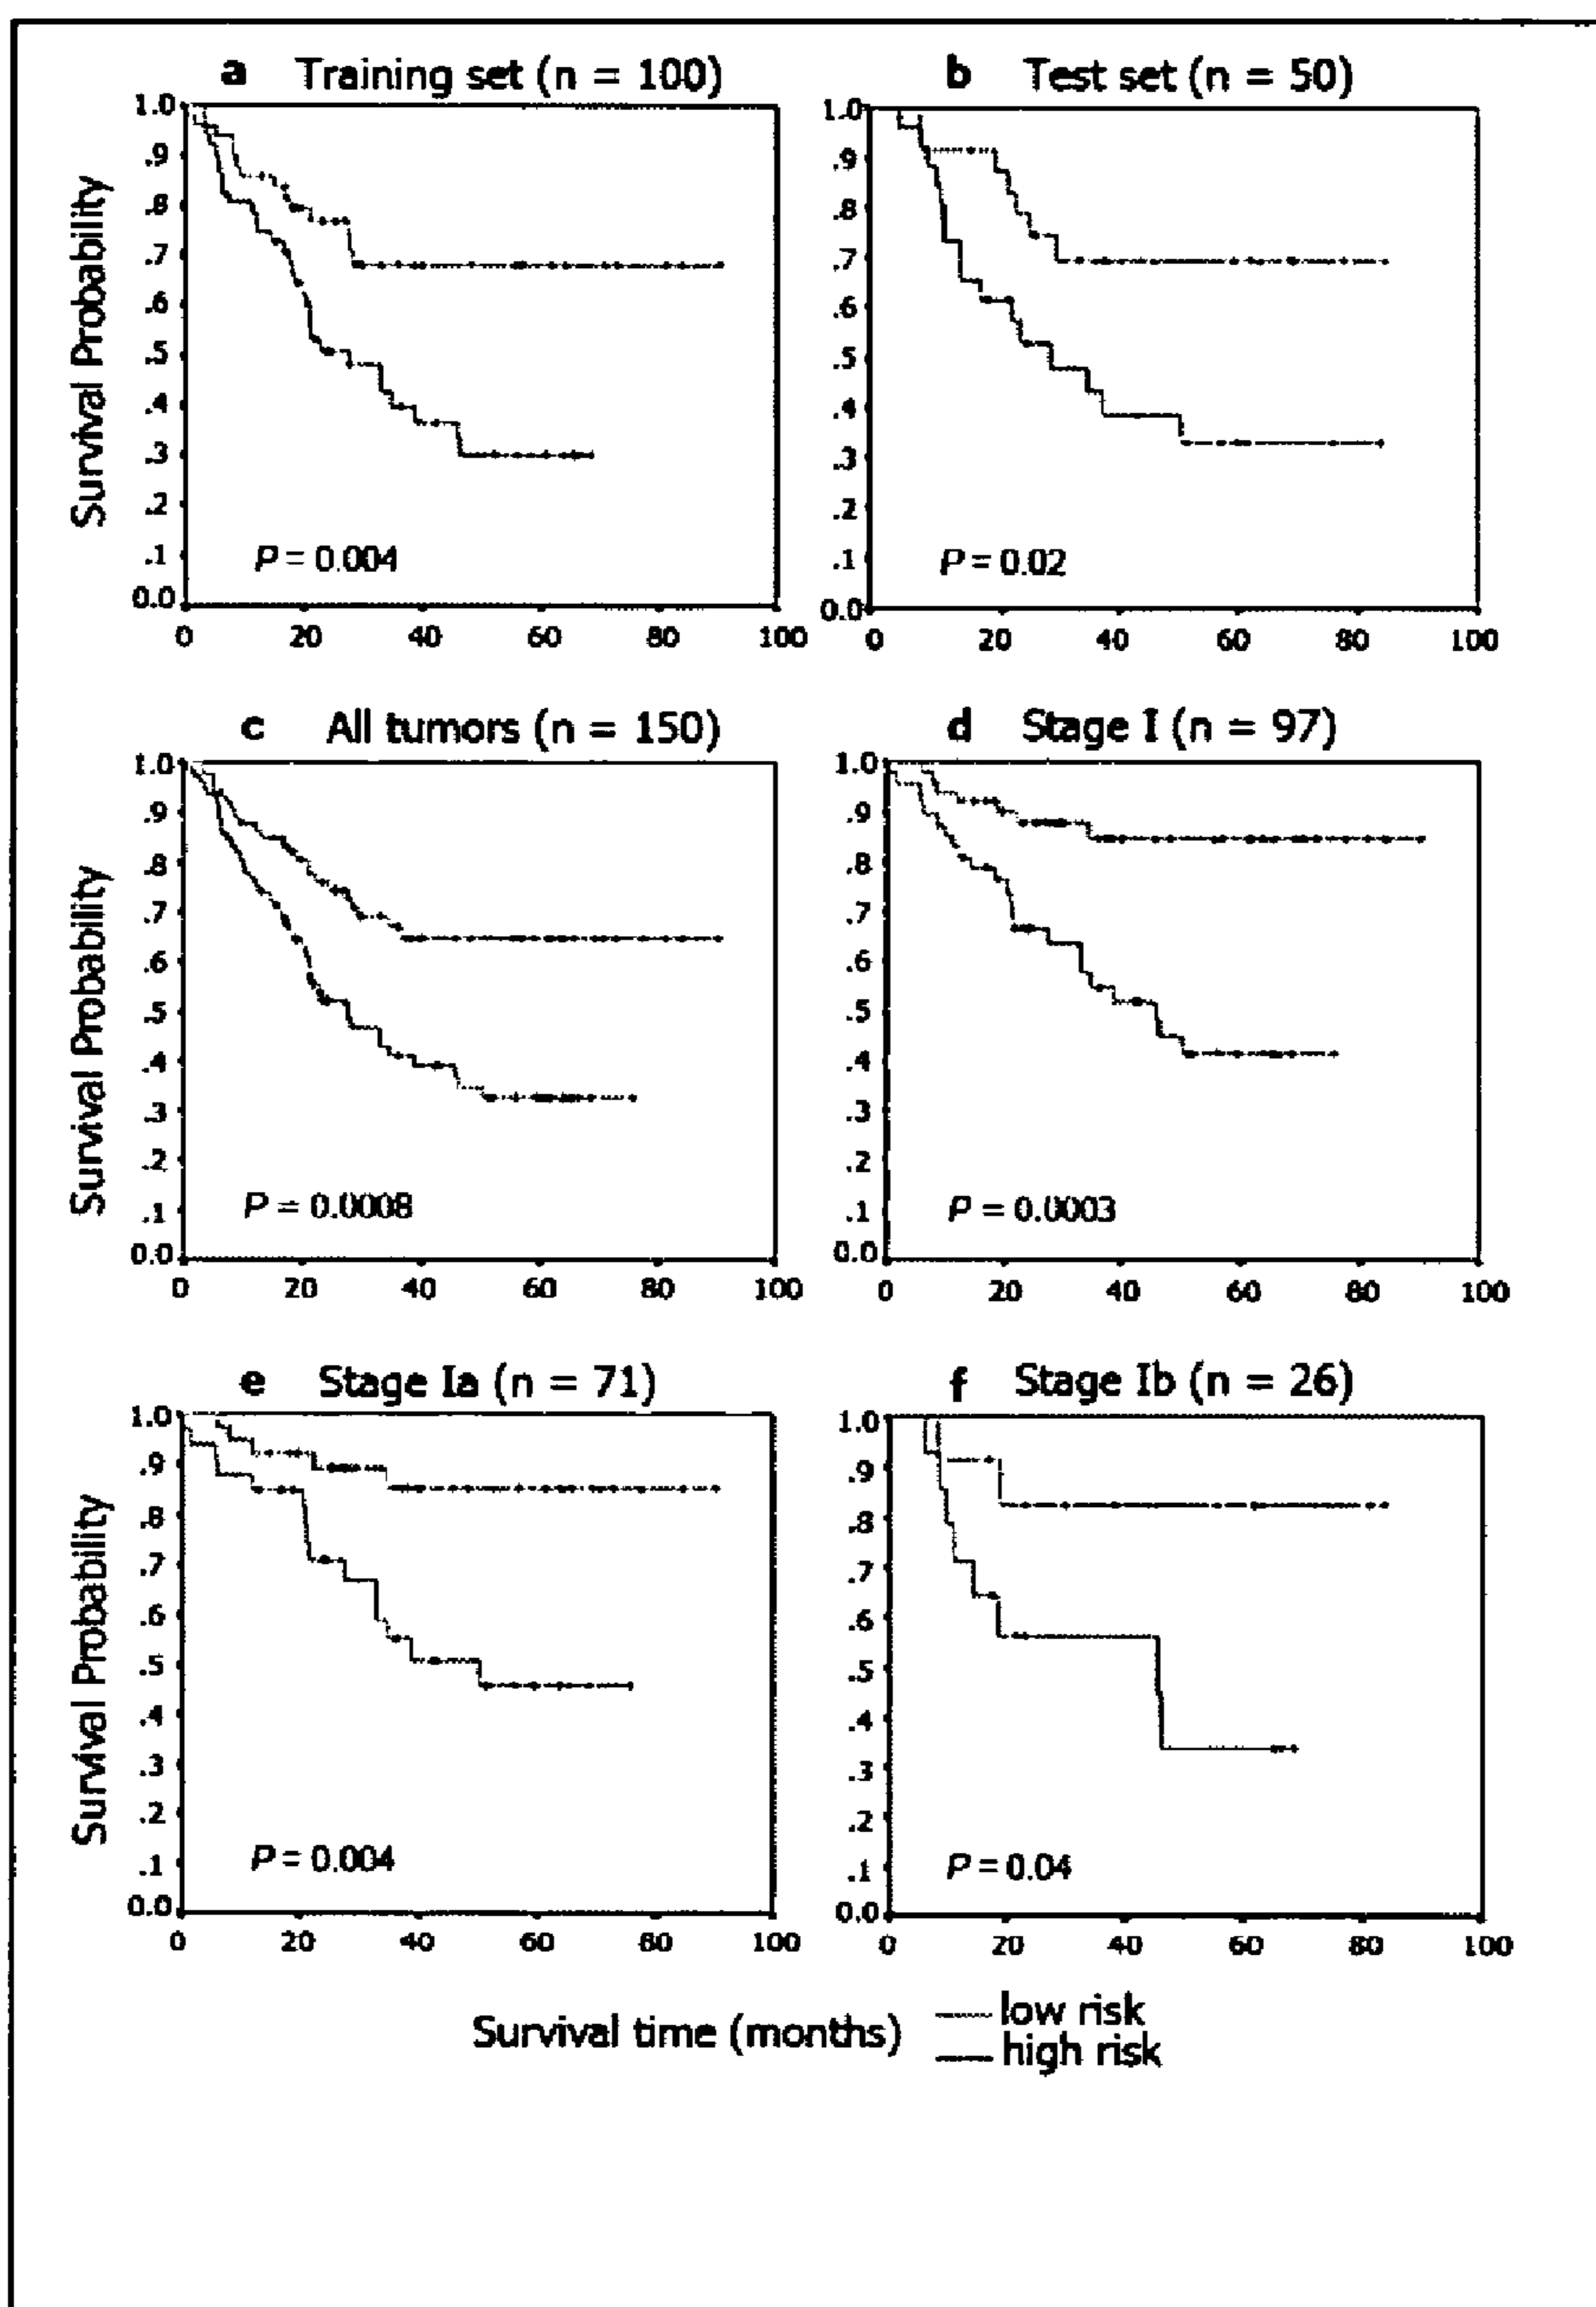 a Training set (n = 100)
b Test set (n = 50)
Survival Probability
1.0
.9
.8
.7
.6
.5
.4
.3
.2
.1
0.0
P = 0.004
0 20 40 60 80 100
1.0
.9
.8
.7
.6
.5
.4
.3
.2
.1
0.0
P = 0.02
0 20 40 60 80 100
c All tumors (n = 150)
d Stage I (n = 97)
Survival Probability
1.0
.9
.8
.7
.6
.5
.4
.3
.2
.1
0.0
P = 0.0008
0 20 40 60 80 100
1.0
.9
.8
.7
.6
.5
.4
.3
.2
.1
0.0
P = 0.0003
0 20 40 60 80 100
e Stage Ia (n = 71)
f Stage Ib (n = 26)
Survival Probability
1.0
.9
.8
.7
.6
.5
.4
.3
.2
.1
0.0
P = 0.004
0 20 40 60 80 100
1.0
.9
.8
.7
.6
.5
.4
.3
.2
.1
0.0
P = 0.04
0 20 40 60 80 100
Survival time (months)
low risk
high risk